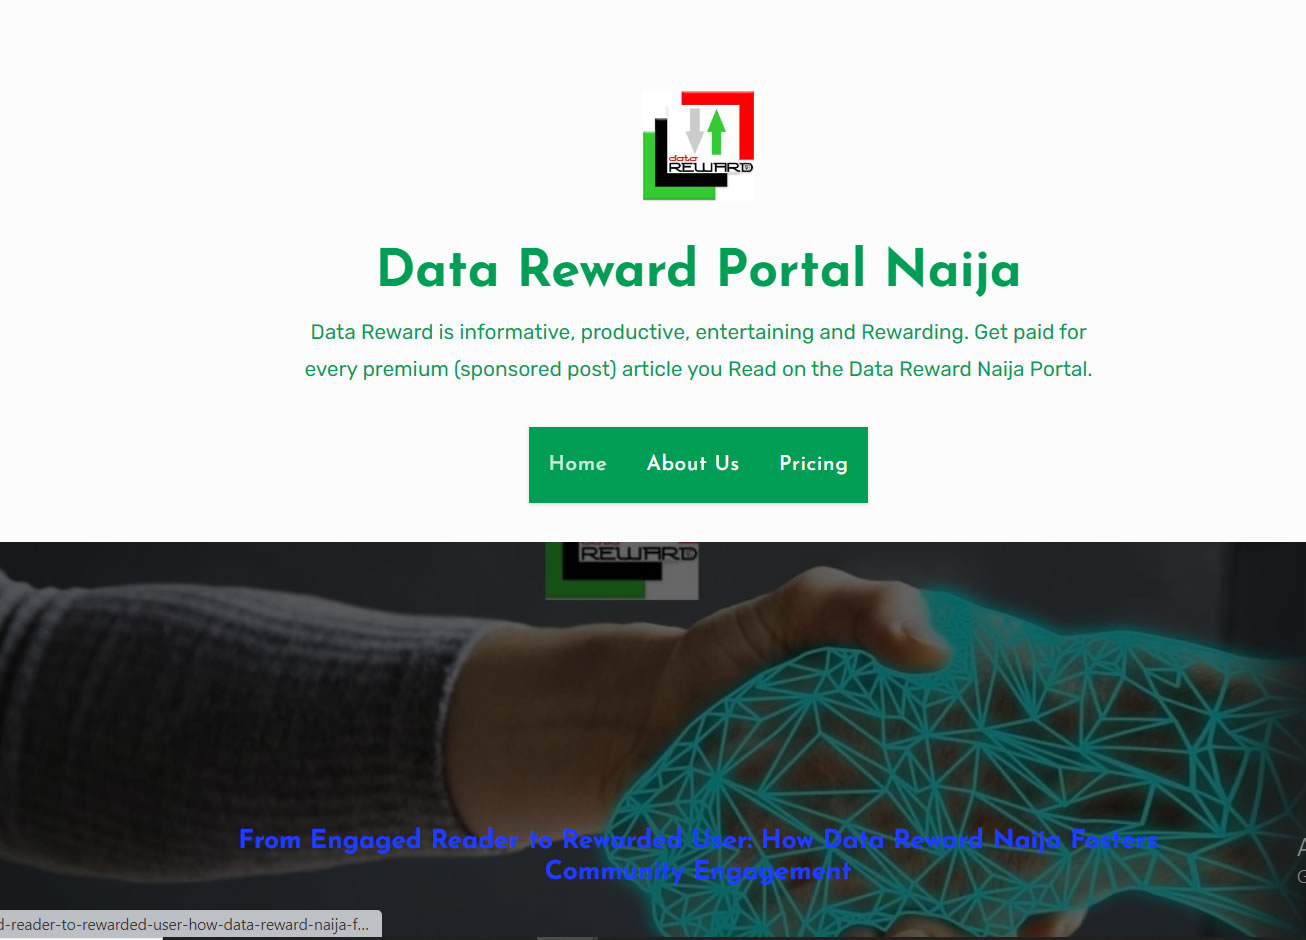 data
REWARD
Data Reward Portal Naija
Data Reward is informative, productive, entertaining and Rewarding. Get paid for
every premium (sponsored post) article you Read on the Data Reward Naija Portal.
Home About Us Pricing
REWARD
From Engaged Reader to Rewarded User: How Data Reward Naija Fosters
Community Engagement
d-reader-to-rewarded-user-how-data-reward-naija-f...